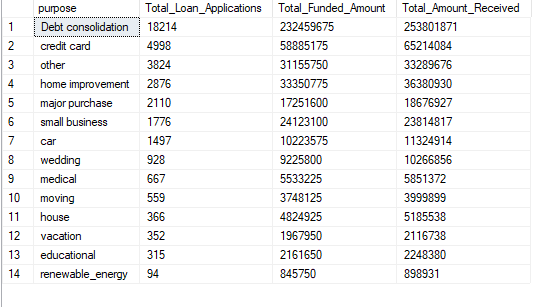 purpose Total_Loan_Applications Total_Funded_Amount Total_Amount_Received
1 Debt consolidation 18214 232459675 253801871
2 credit card 4998 58885175 65214084
3 other 3824 31155750 33289676
4 home improvement 2876 33350775 36380930
5 major purchase 2110 17251600 18676927
6 small business 1776 24123100 23814817
7 car 1497 10223575 11324914
8 wedding 928 9225800 10266856
9 medical 667 5533225 5851372
10 moving 559 3748125 3999899
11 house 366 4824925 5185538
12 vacation 352 1967950 2116738
13 educational 315 2161650 2248380
14 renewable_energy 94 845750 898931